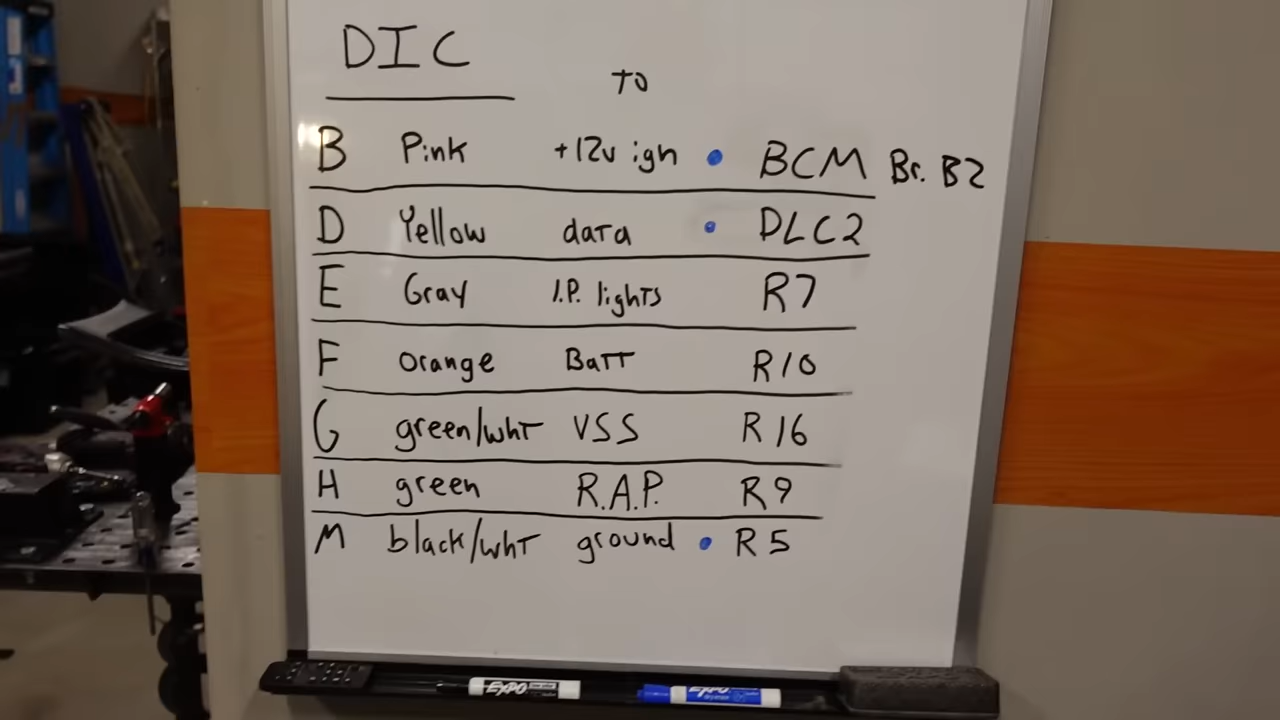 DIC
TO
B Pink +12v ign • BCM Br. B2
D Yellow data • DLC2
E Gray I.P. lights R7
F Orange BaTT R10
G green/whT VSS R16
H green R.A.P. R9
M black/whT ground • R5
EXPO EXPO